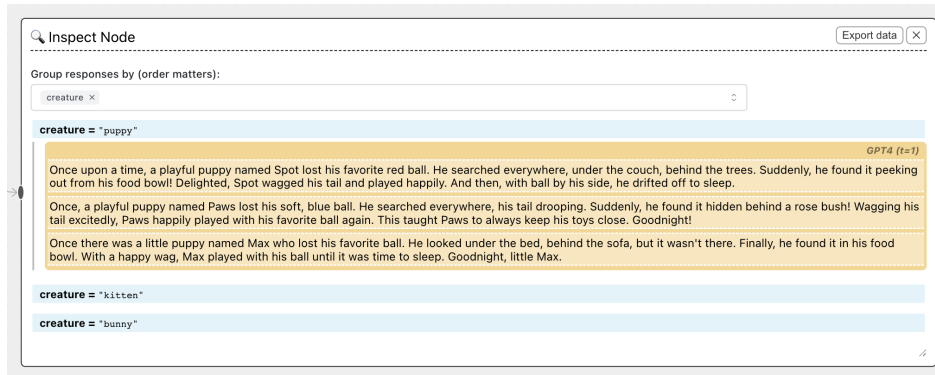 Inspect Node
Export data
Group responses by (order matters):
creature ×
creature = "puppy"
GPT4 (t=1)
Once upon a time, a playful puppy named Spot lost his favorite red ball. He searched everywhere, under the couch, behind the trees. Suddenly, he found it peeking
out from his food bowl! Delighted, Spot wagged his tail and played happily. And then, with ball by his side, he drifted off to sleep.
Once, a playful puppy named Paws lost his soft, blue ball. He searched everywhere, his tail drooping. Suddenly, he found it hidden behind a rose bush! Wagging his
tail excitedly, Paws happily played with his favorite ball again. This taught Paws to always keep his toys close. Goodnight!
Once there was a little puppy named Max who lost his favorite ball. He looked under the bed, behind the sofa, but it wasn't there. Finally, he found it in his food
bowl. With a happy wag, Max played with his ball until it was time to sleep. Goodnight, little Max.
creature = "kitten"
creature = "bunny"